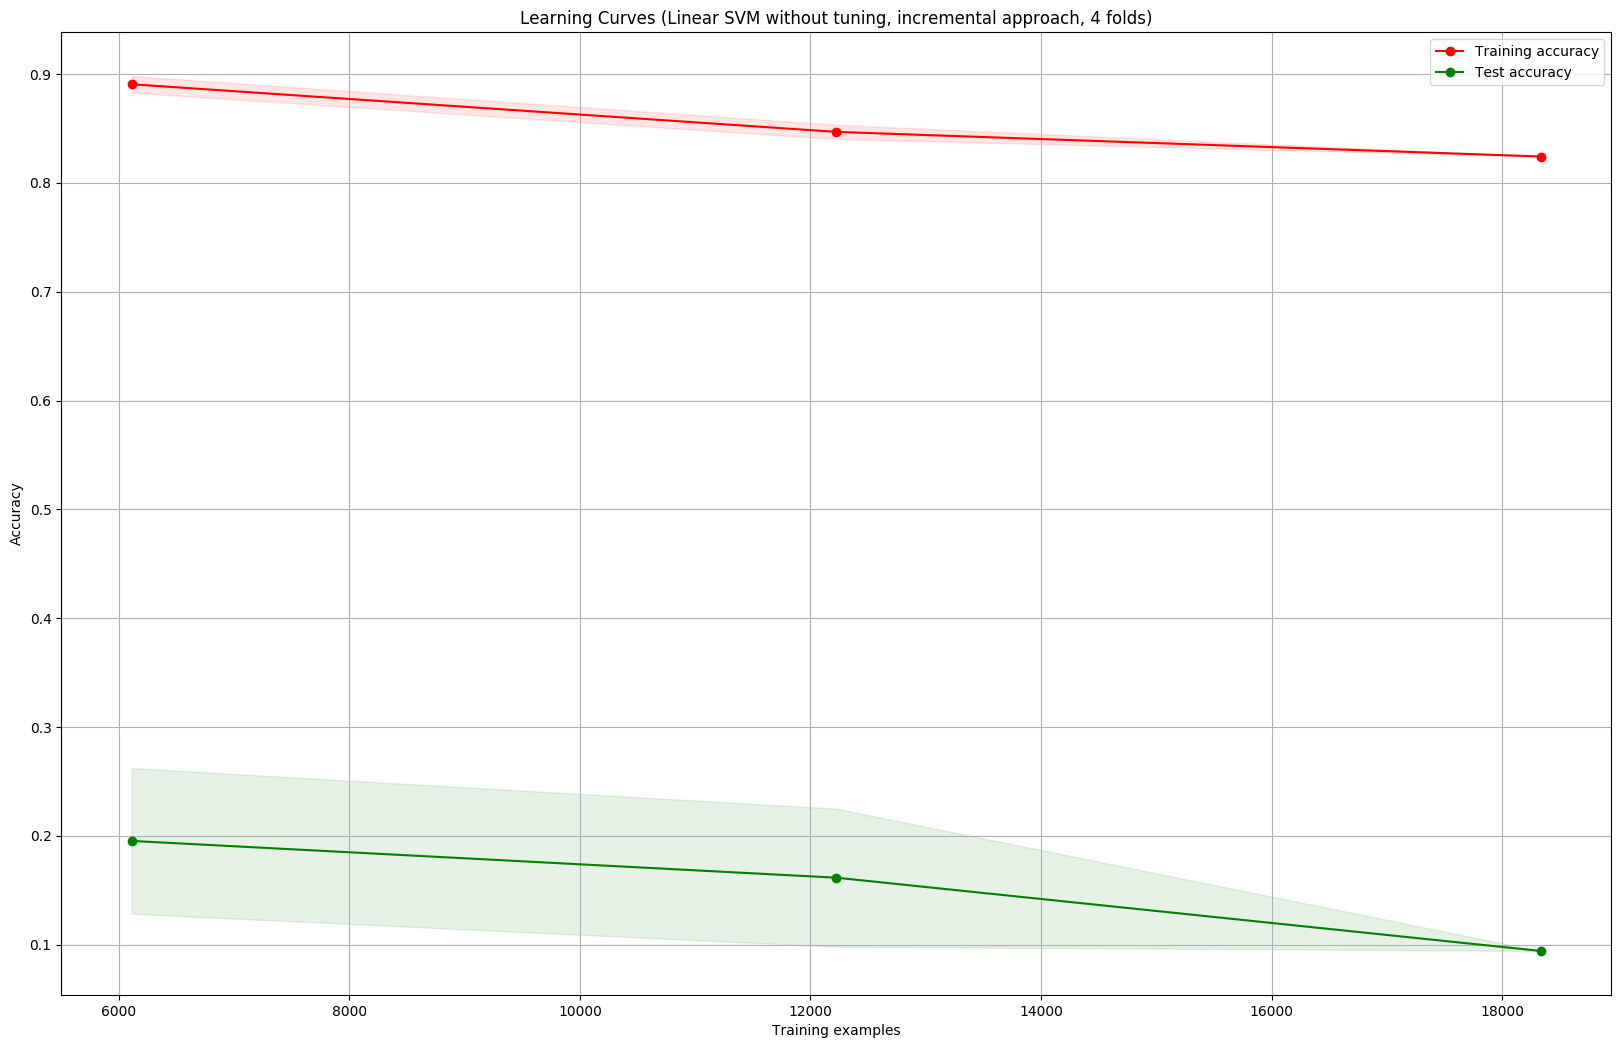 Learning Curves (Linear SVM without tuning, incremental approach, 4 folds)
Training accuracy
Test accuracy
Accuracy
0.9
0.8
0.7
0.6
0.5
0.4
0.3
0.2
0.1
6000 8000 10000 12000 14000 16000 18000
Training examples